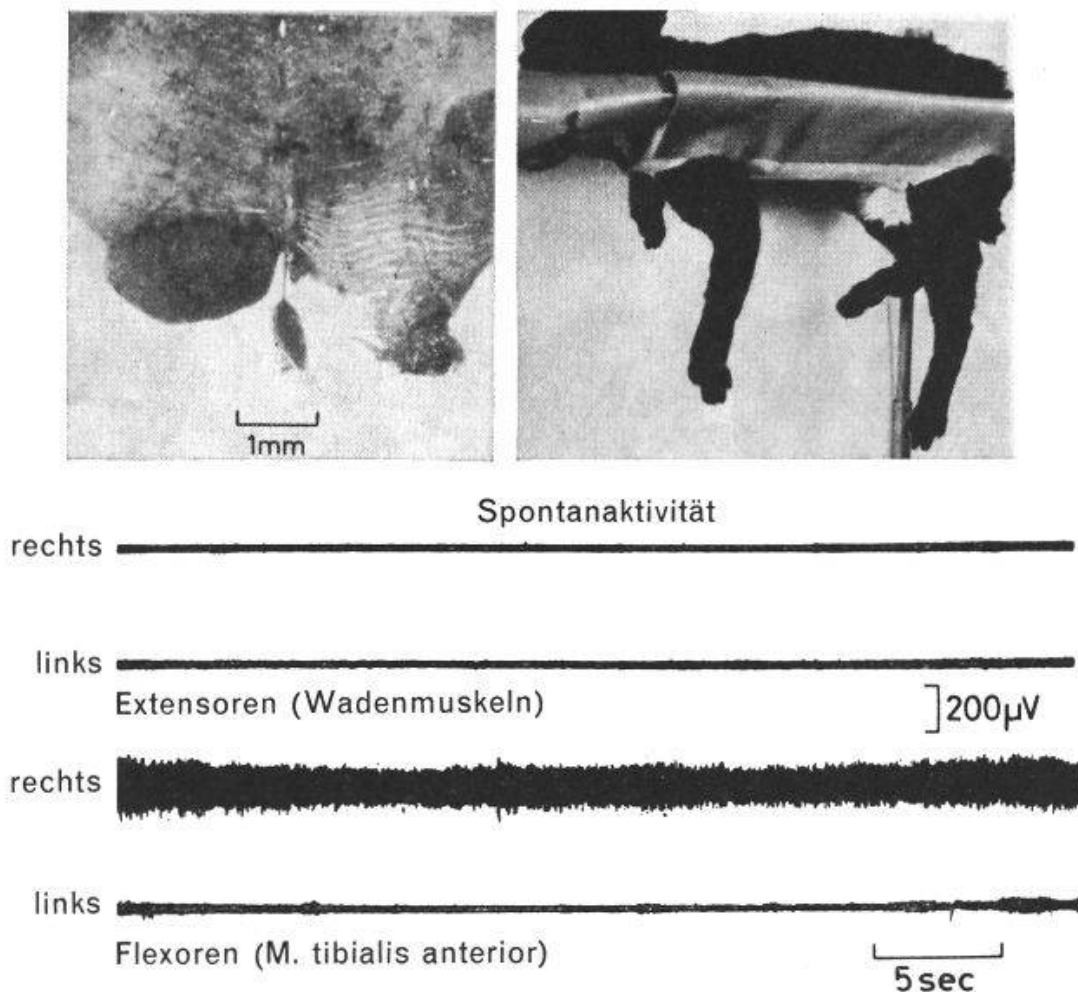 1mm
Spontanaktivität
rechts
links
Extensoren (Wadenmuskeln)
200µV
rechts
links
Flexoren (M. tibialis anterior)
5sec